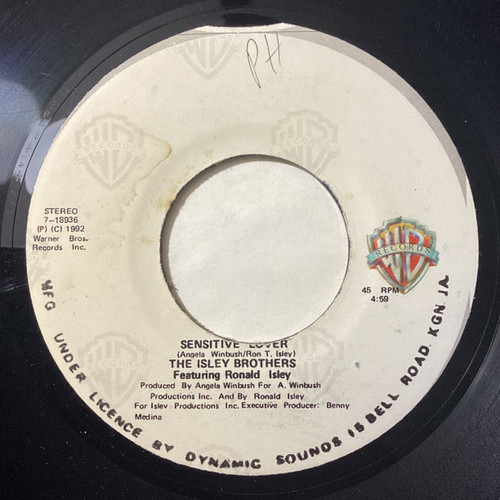 PH
STEREO
7-18936
(P) (C) 1992
Warner Bros.
Records Inc.
WB
RECORDS
45 RPM
4:59
SENSITIVE LOVER
(Angela Winbush/Ron T. Isley)
THE ISLEY BROTHERS
Featuring Ronald Isley
Produced By Angela Winbush For A. Winbush
Productions Inc. And By Ronald Isley
For Isley Productions Inc. Executive Producer: Benny
Medina
MFG UNDER LICENCE BY DYNAMIC SOUNDS 15 BELL ROAD. KGN JA.